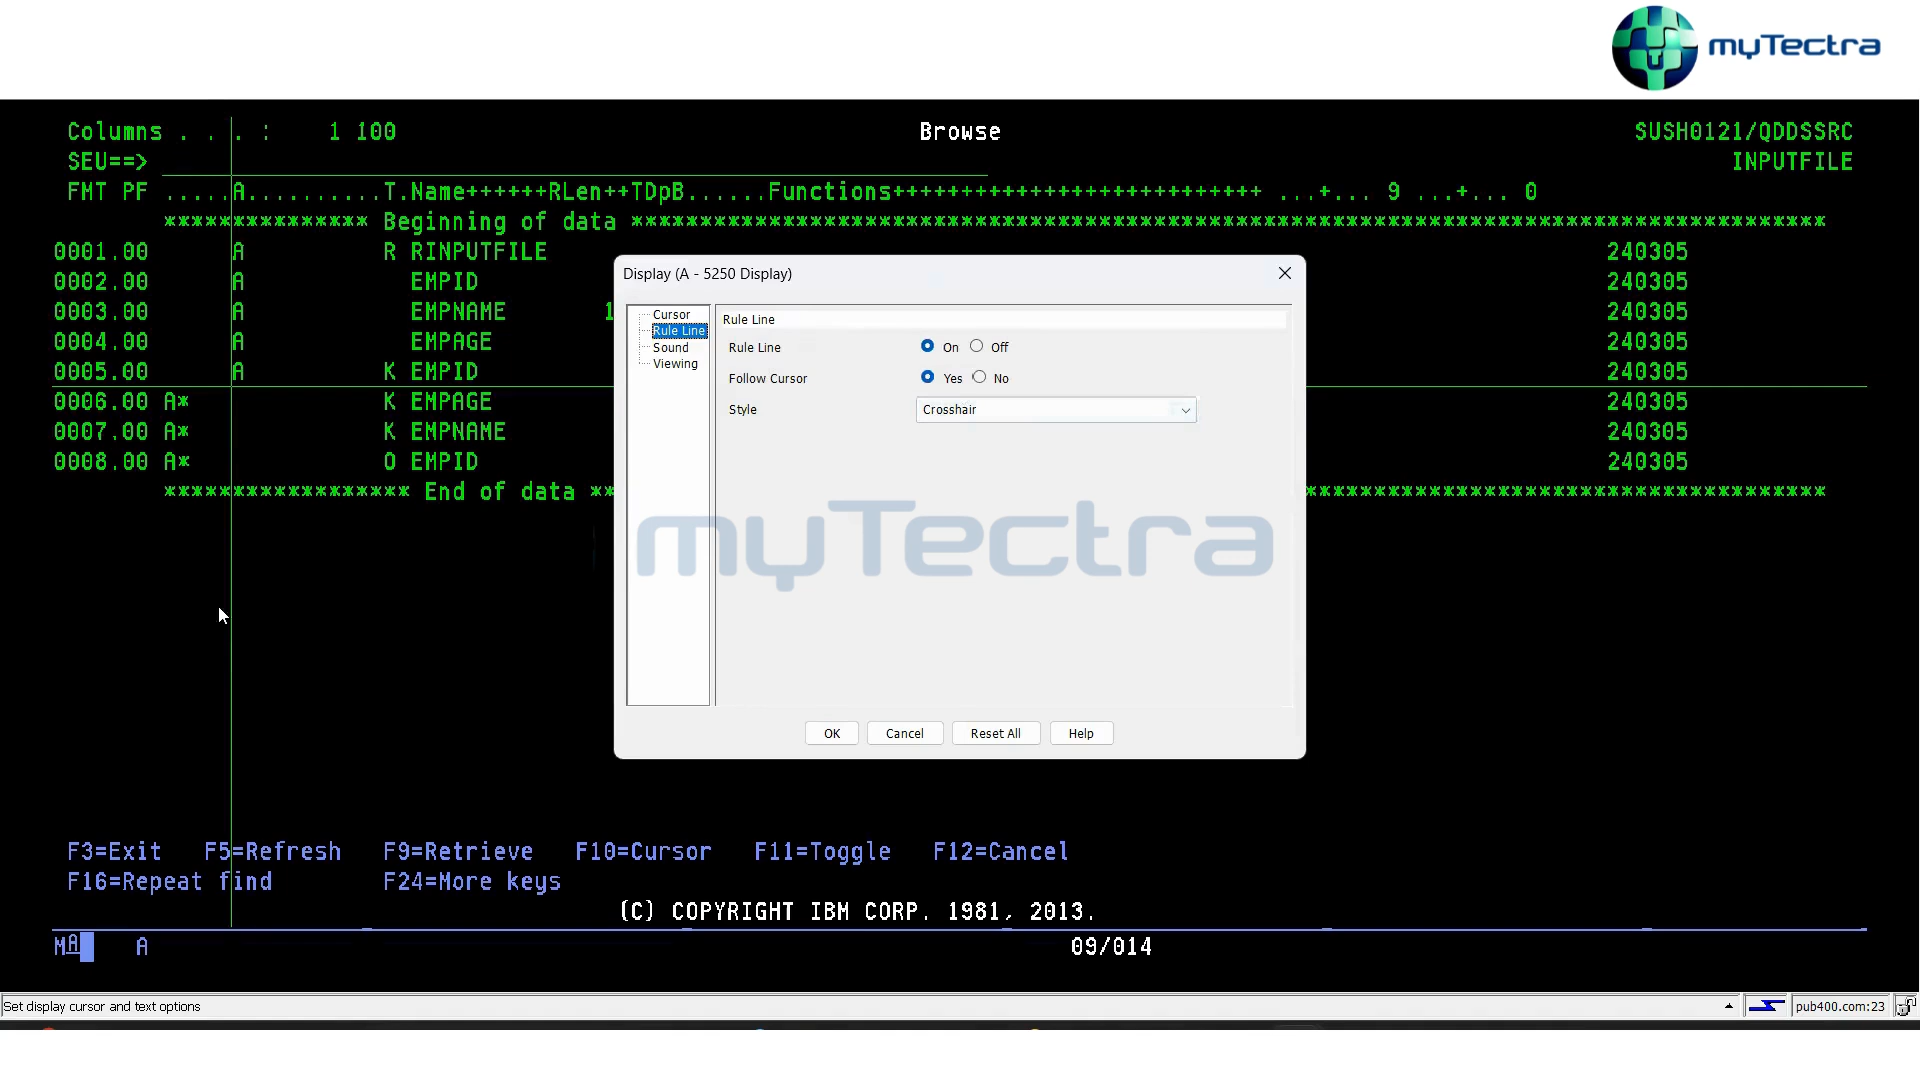 myTectra
Columns . . . :    1 100    Browse    SUSH0121/QDDSSRC
SEU==>    INPUTFILE
FMT PF .....A..........T.Name++++++RLen++TDpB......Functions+++++++++++++++++++++++++++ ...+... 9 ...+... 0
*************** Beginning of data ****************************************************************************************
0001.00 A R RINPUTFILE 240305
0002.00 A EMPID 240305
0003.00 A EMPNAME 1 240305
0004.00 A EMPAGE 240305
0005.00 A K EMPID 240305
0006.00 A* K EMPAGE 240305
0007.00 A* K EMPNAME 240305
0008.00 A* O EMPID 240305
****************** End of data ** **************************************
Display (A - 5250 Display)
Cursor
Rule Line
Sound
Viewing
Rule Line
Rule Line On Off
Follow Cursor Yes No
Style Crosshair
myTectra
OK Cancel Reset All Help
F3=Exit F5=Refresh F9=Retrieve F10=Cursor F11=Toggle F12=Cancel
F16=Repeat find F24=More keys
(C) COPYRIGHT IBM CORP. 1981, 2013.
MA A 09/014
Set display cursor and text options pub400.com:23